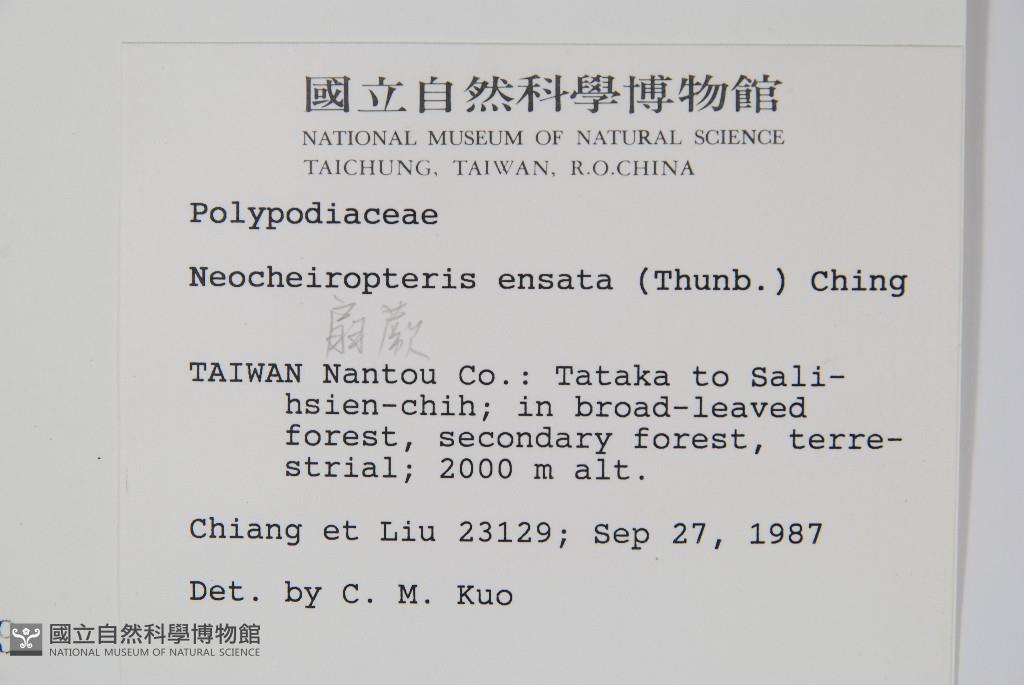 國立自然科學博物館
NATIONAL MUSEUM OF NATURAL SCIENCE
TAICHUNG, TAIWAN, R.O.CHINA
Polypodiaceae
Neocheiropteris ensata (Thunb.) Ching
扇蕨
TAIWAN Nantou Co.: Tataka to Sali-
hsien-chih; in broad-leaved
forest, secondary forest, terre-
strial; 2000 m alt.
Chiang et Liu 23129; Sep 27, 1987
Det. by C. M. Kuo
國立自然科學博物館
NATIONAL MUSEUM OF NATURAL SCIENCE